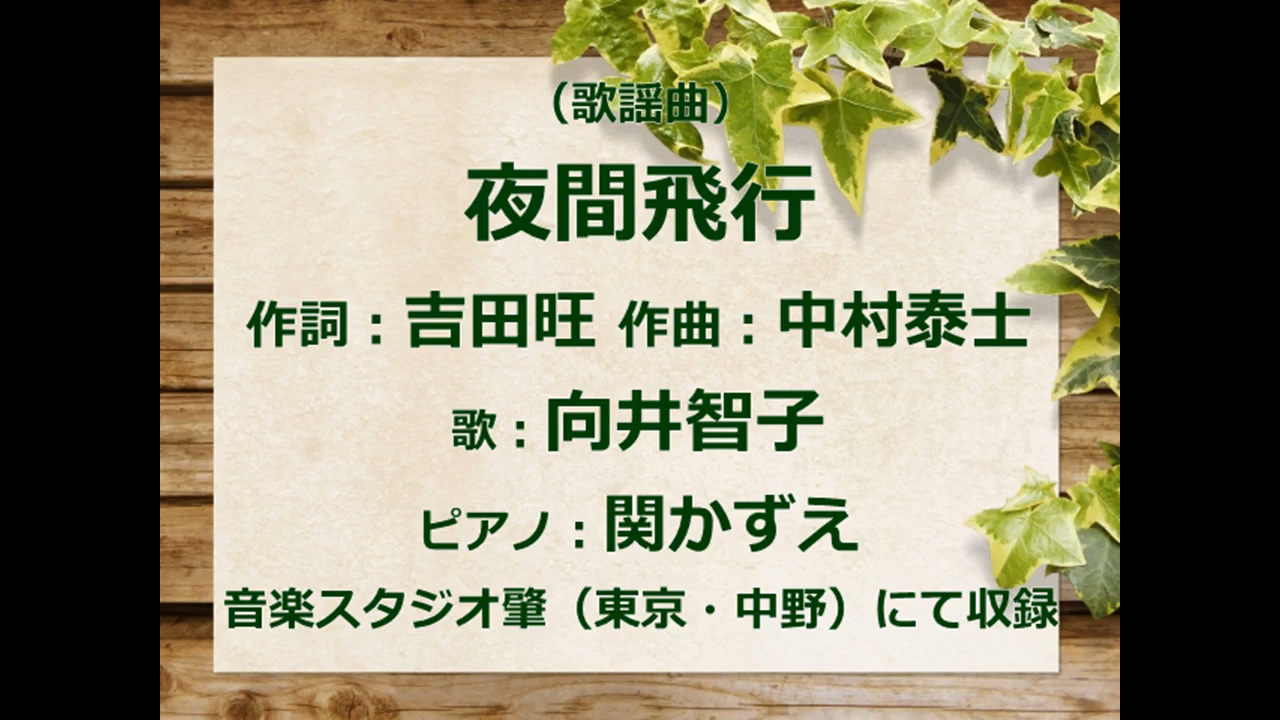 （歌謡曲）
夜間飛行
作詞：吉田旺 作曲：中村泰士
歌：向井智子
ピアノ：関かずえ
音楽スタジオ肇（東京・中野）にて収録